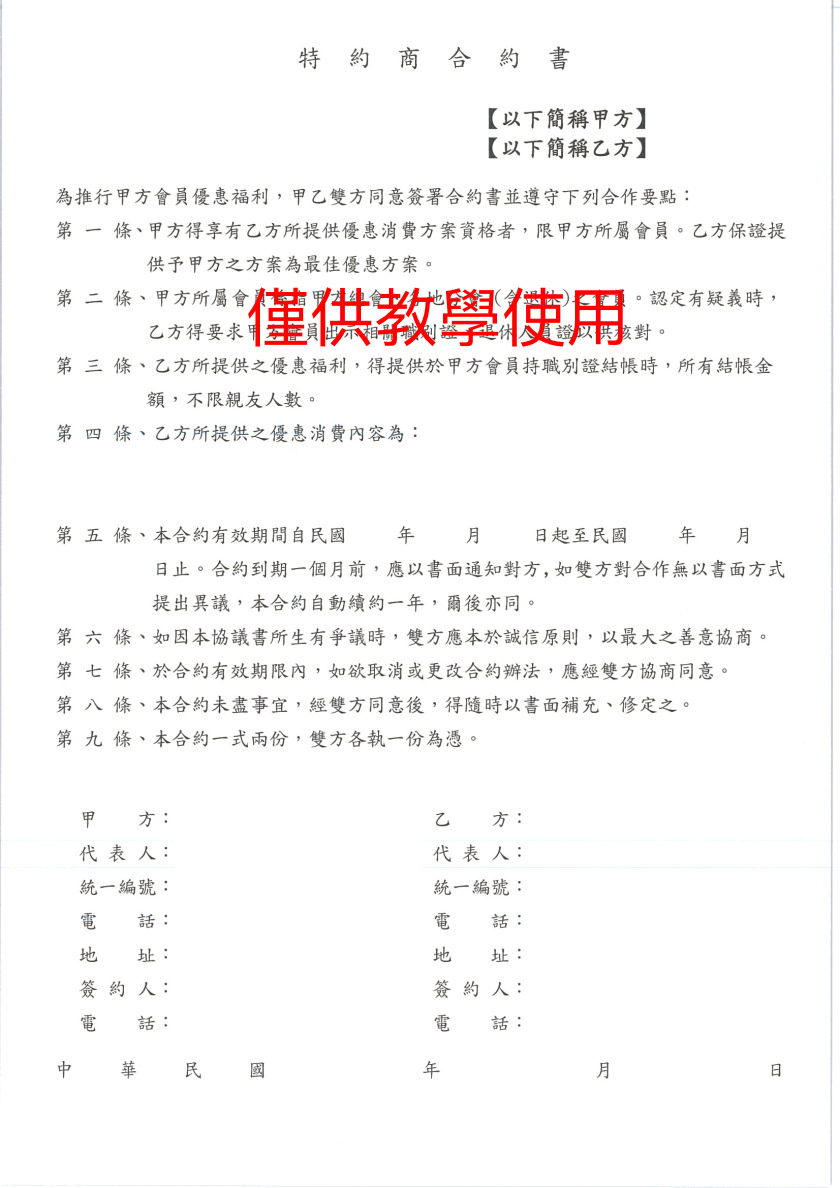 特約商合約書
【以下簡稱甲方】
【以下簡稱乙方】
為推行甲方會員優惠福利，甲乙雙方同意簽署合約書並遵守下列合作要點：
第一條、甲方得享有乙方所提供優惠消費方案資格者，限甲方所屬會員。乙方保證提
供予甲方之方案為最佳優惠方案。
第二條、甲方所屬會員係指甲方總會、各地分會(含退休)之會員。認定有疑義時，
僅供教學使用
乙方得要求甲方會員出示相關職別證、退休人員證以供核對。
第三條、乙方所提供之優惠福利，得提供於甲方會員持職別證結帳時，所有結帳金
額，不限親友人數。
第四條、乙方所提供之優惠消費內容為：
第五條、本合約有效期間自民國 年 月 日起至民國 年 月
日止。合約到期一個月前，應以書面通知對方,如雙方對合作無以書面方式
提出異議，本合約自動續約一年，爾後亦同。
第六條、如因本協議書所生有爭議時，雙方應本於誠信原則，以最大之善意協商。
第七條、於合約有效期限內，如欲取消或更改合約辦法，應經雙方協商同意。
第八條、本合約未盡事宜，經雙方同意後，得隨時以書面補充、修定之。
第九條、本合約一式兩份，雙方各執一份為憑。
甲方： 乙方：
代表人： 代表人：
統一編號： 統一編號：
電話： 電話：
地址： 地址：
簽約人： 簽約人：
電話： 電話：
中華民國 年 月 日